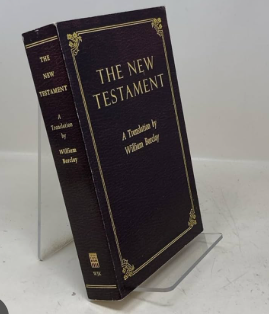 THE
NEW
TESTAMENT
A
Translation
by
William
Barclay
THE NEW
TESTAMENT
A Translation by
William Barclay